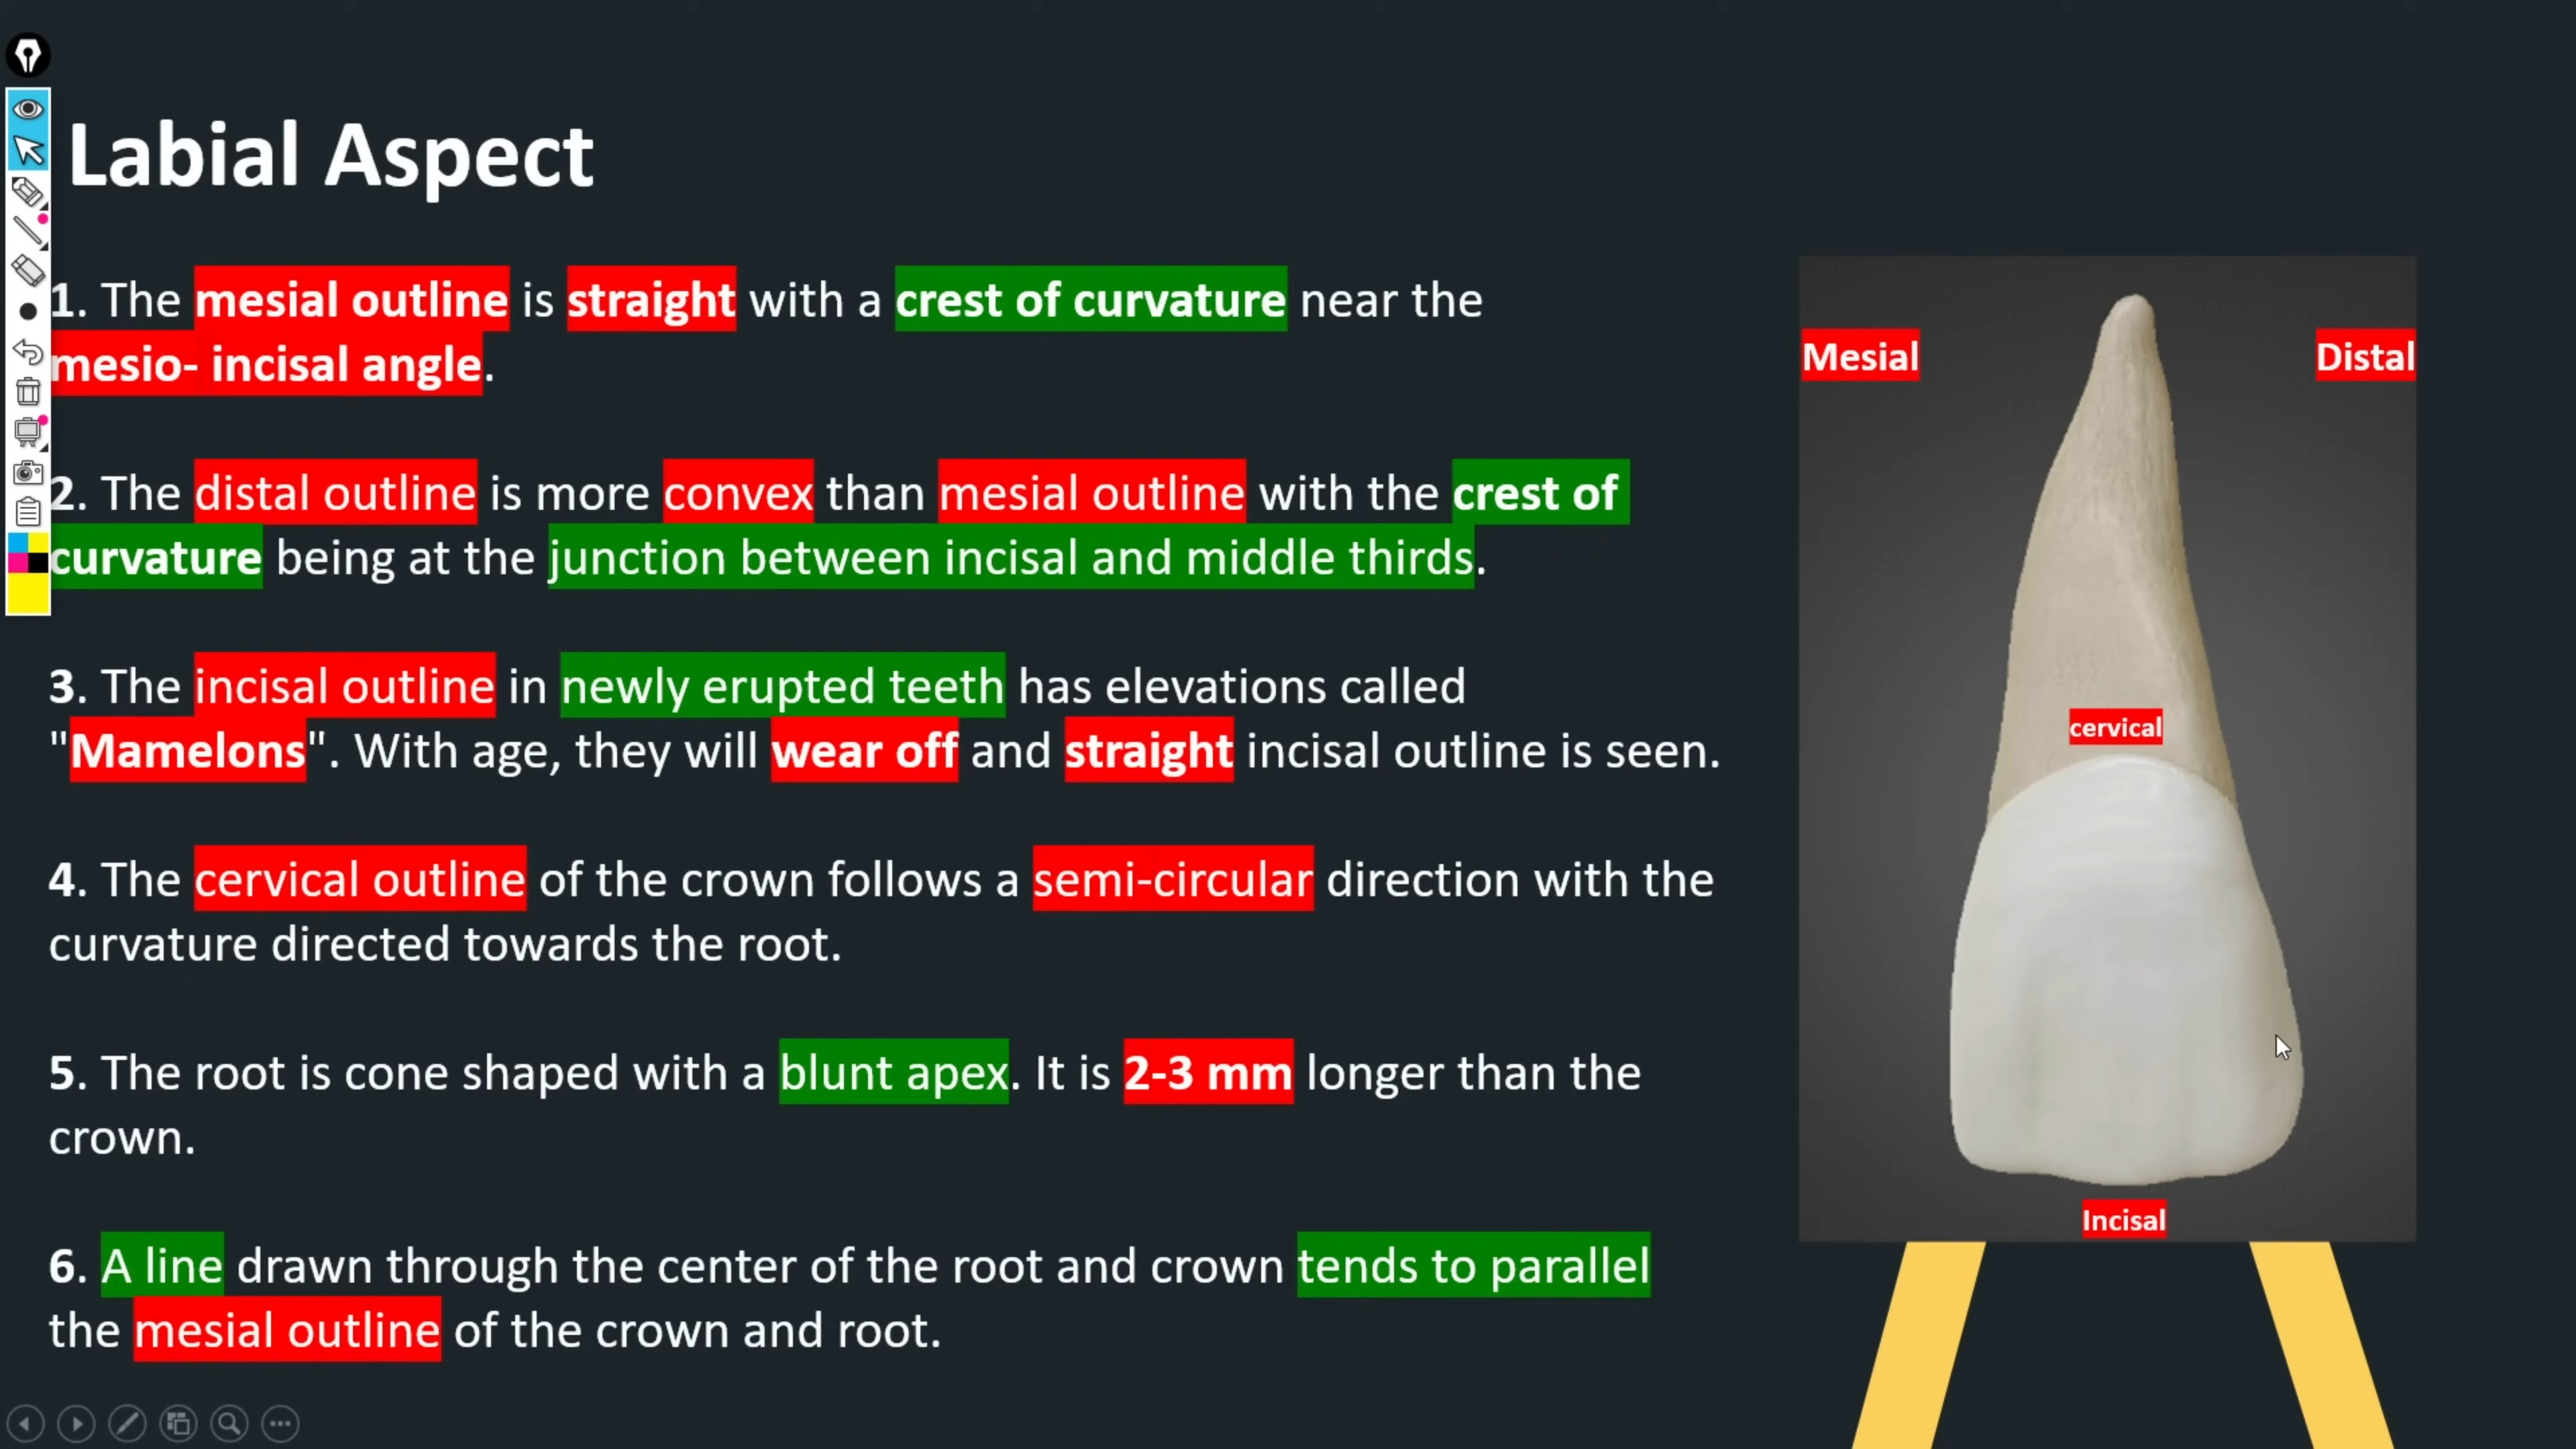 Labial Aspect
1. The mesial outline is straight with a crest of curvature near the
mesio- incisal angle.
2. The distal outline is more convex than mesial outline with the crest of
curvature being at the junction between incisal and middle thirds.
3. The incisal outline in newly erupted teeth has elevations called
"Mamelons". With age, they will wear off and straight incisal outline is seen.
4. The cervical outline of the crown follows a semi-circular direction with the
curvature directed towards the root.
5. The root is cone shaped with a blunt apex. It is 2-3 mm longer than the
crown.
6. A line drawn through the center of the root and crown tends to parallel
the mesial outline of the crown and root.
Mesial
Distal
cervical
Incisal